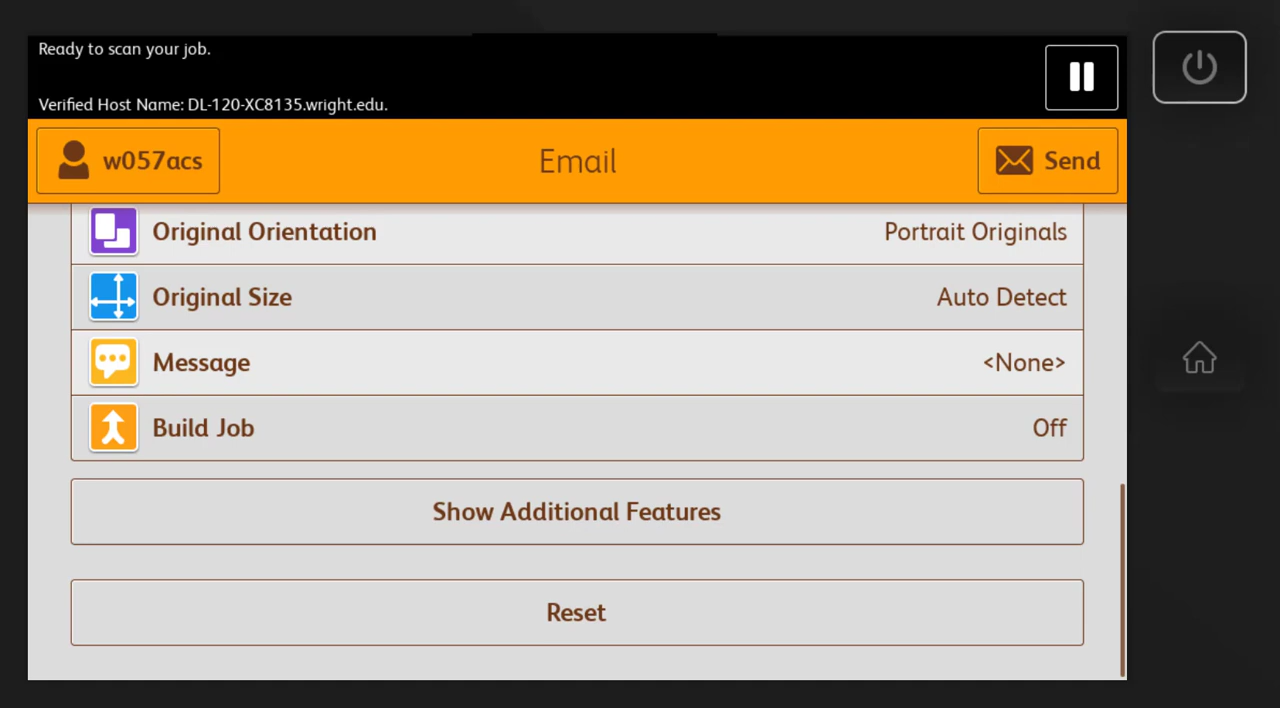 Ready to scan your job.
Verified Host Name: DL-120-XC8135.wright.edu.
w057acs
Email
Send
Original Orientation
Portrait Originals
Original Size
Auto Detect
Message
<None>
Build Job
Off
Show Additional Features
Reset